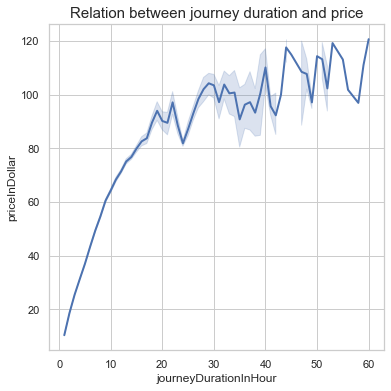 Relation between journey duration and price
priceInDollar
120
100
80
60
40
20
0 10 20 30 40 50 60
journeyDurationInHour